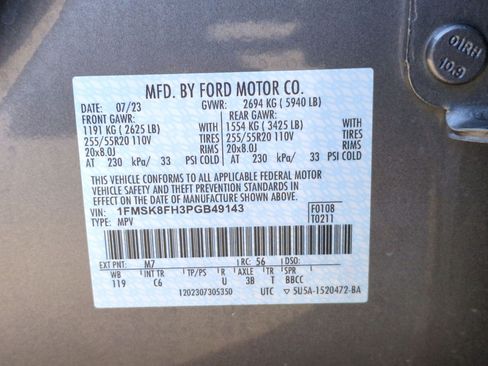 MFD. BY FORD MOTOR CO.
DATE: 07/23 GVWR: 2694 KG ( 5940 LB)
FRONT GAWR: REAR GAWR:
1191 KG ( 2625 LB) WITH 1554 KG ( 3425 LB) WITH
255/55R20 110V TIRES 255/55R20 110V TIRES
20x8.0J RIMS 20x8.0J RIMS
AT 230 kPa/ 33 PSI COLD AT 230 kPa/ 33 PSI COLD
THIS VEHICLE CONFORMS TO ALL APPLICABLE FEDERAL MOTOR
VEHICLE SAFETY AND THEFT PREVENTION STANDARDS IN
EFFECT ON THE DATE OF MANUFACTURE SHOWN ABOVE.
VIN: 1FMSK8FH3PGB49143 F0108
TYPE: MPV T0211
EXT PNT: M7 RC: 56
WB INT TR TP/PS R AXLE TR SPR
119 C6 U 3B T BBCC
1202307305350 UTC ▽ 5U5A-1520472-BA
OIRH
10.9